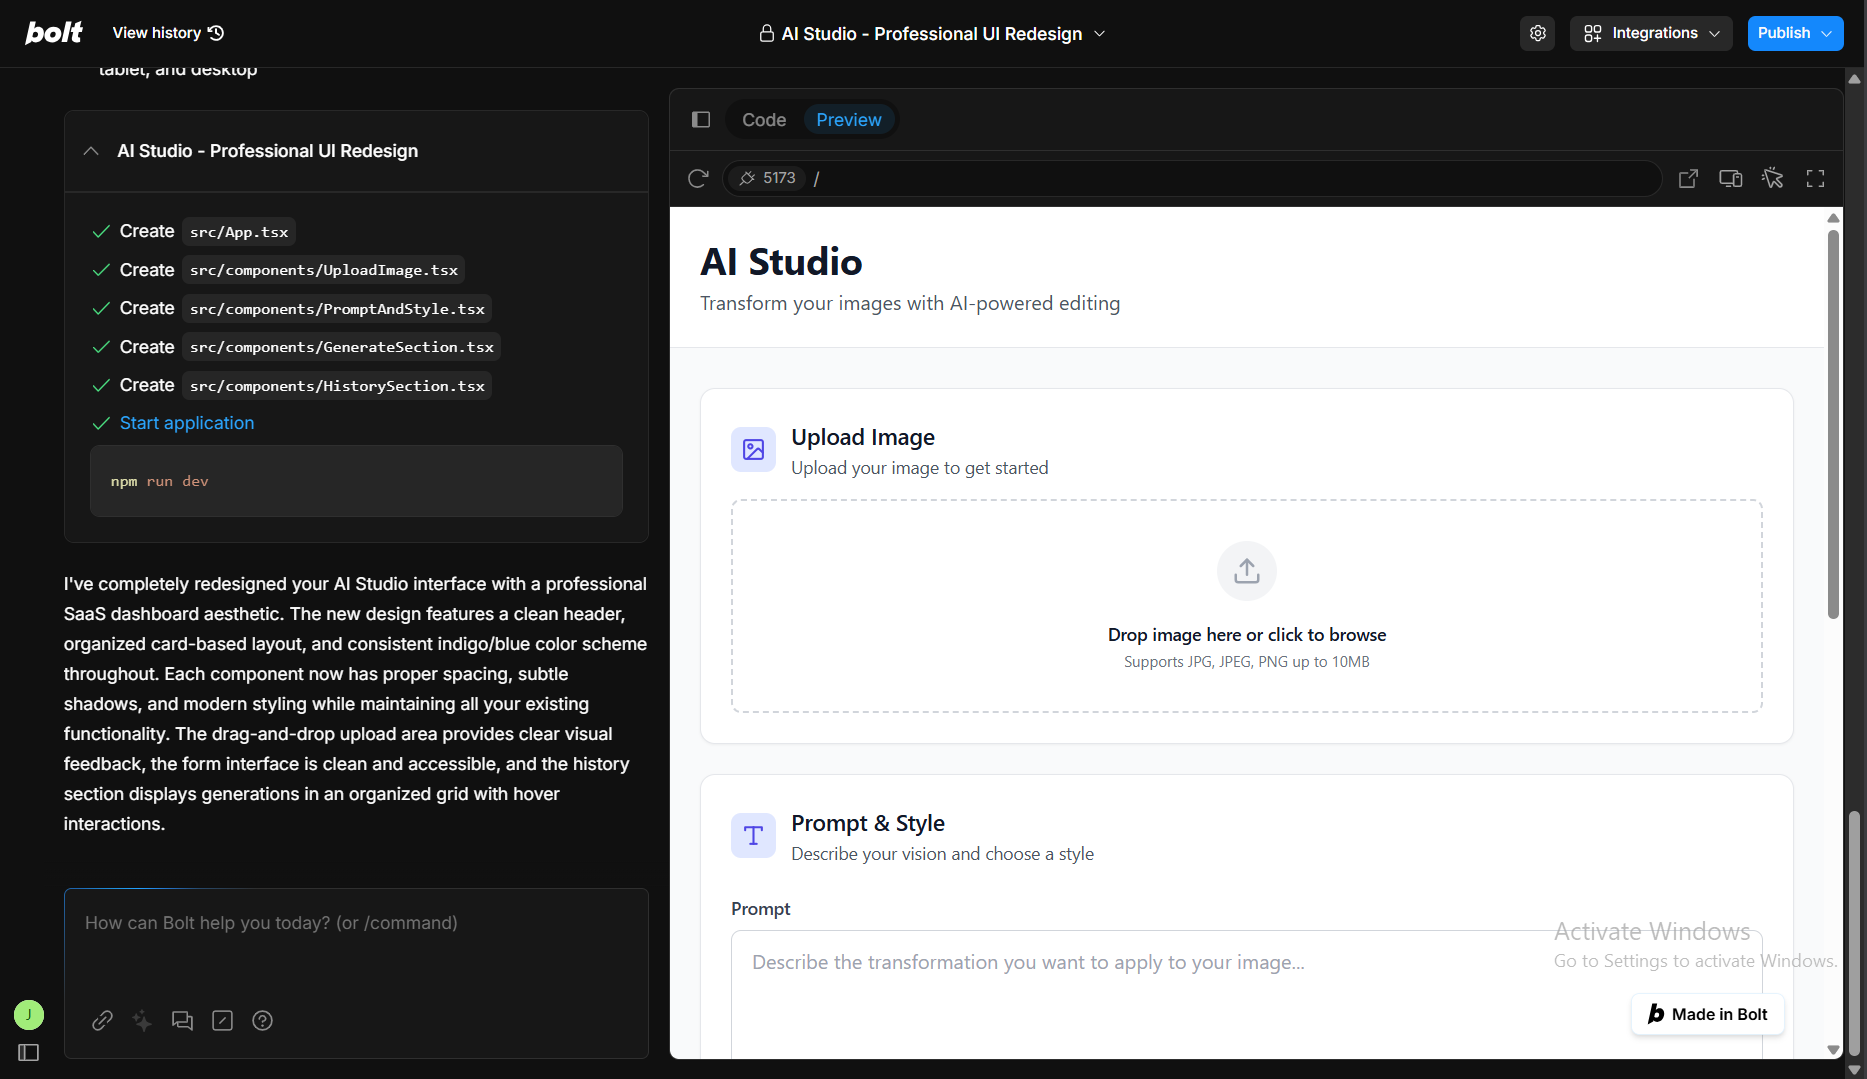 bolt
View history
AI Studio - Professional UI Redesign
Integrations
Publish
tablet, and desktop
AI Studio - Professional UI Redesign
Create src/App.tsx
Create src/components/UploadImage.tsx
Create src/components/PromptAndStyle.tsx
Create src/components/GenerateSection.tsx
Create src/components/HistorySection.tsx
Start application
npm run dev
I've completely redesigned your AI Studio interface with a professional
SaaS dashboard aesthetic. The new design features a clean header,
organized card-based layout, and consistent indigo/blue color scheme
throughout. Each component now has proper spacing, subtle
shadows, and modern styling while maintaining all your existing
functionality. The drag-and-drop upload area provides clear visual
feedback, the form interface is clean and accessible, and the history
section displays generations in an organized grid with hover
interactions.
How can Bolt help you today? (or /command)
J
Code
Preview
5173 /
AI Studio
Transform your images with AI-powered editing
Upload Image
Upload your image to get started
Drop image here or click to browse
Supports JPG, JPEG, PNG up to 10MB
Prompt & Style
Describe your vision and choose a style
Prompt
Describe the transformation you want to apply to your image...
Activate Windows
Go to Settings to activate Windows.
b Made in Bolt